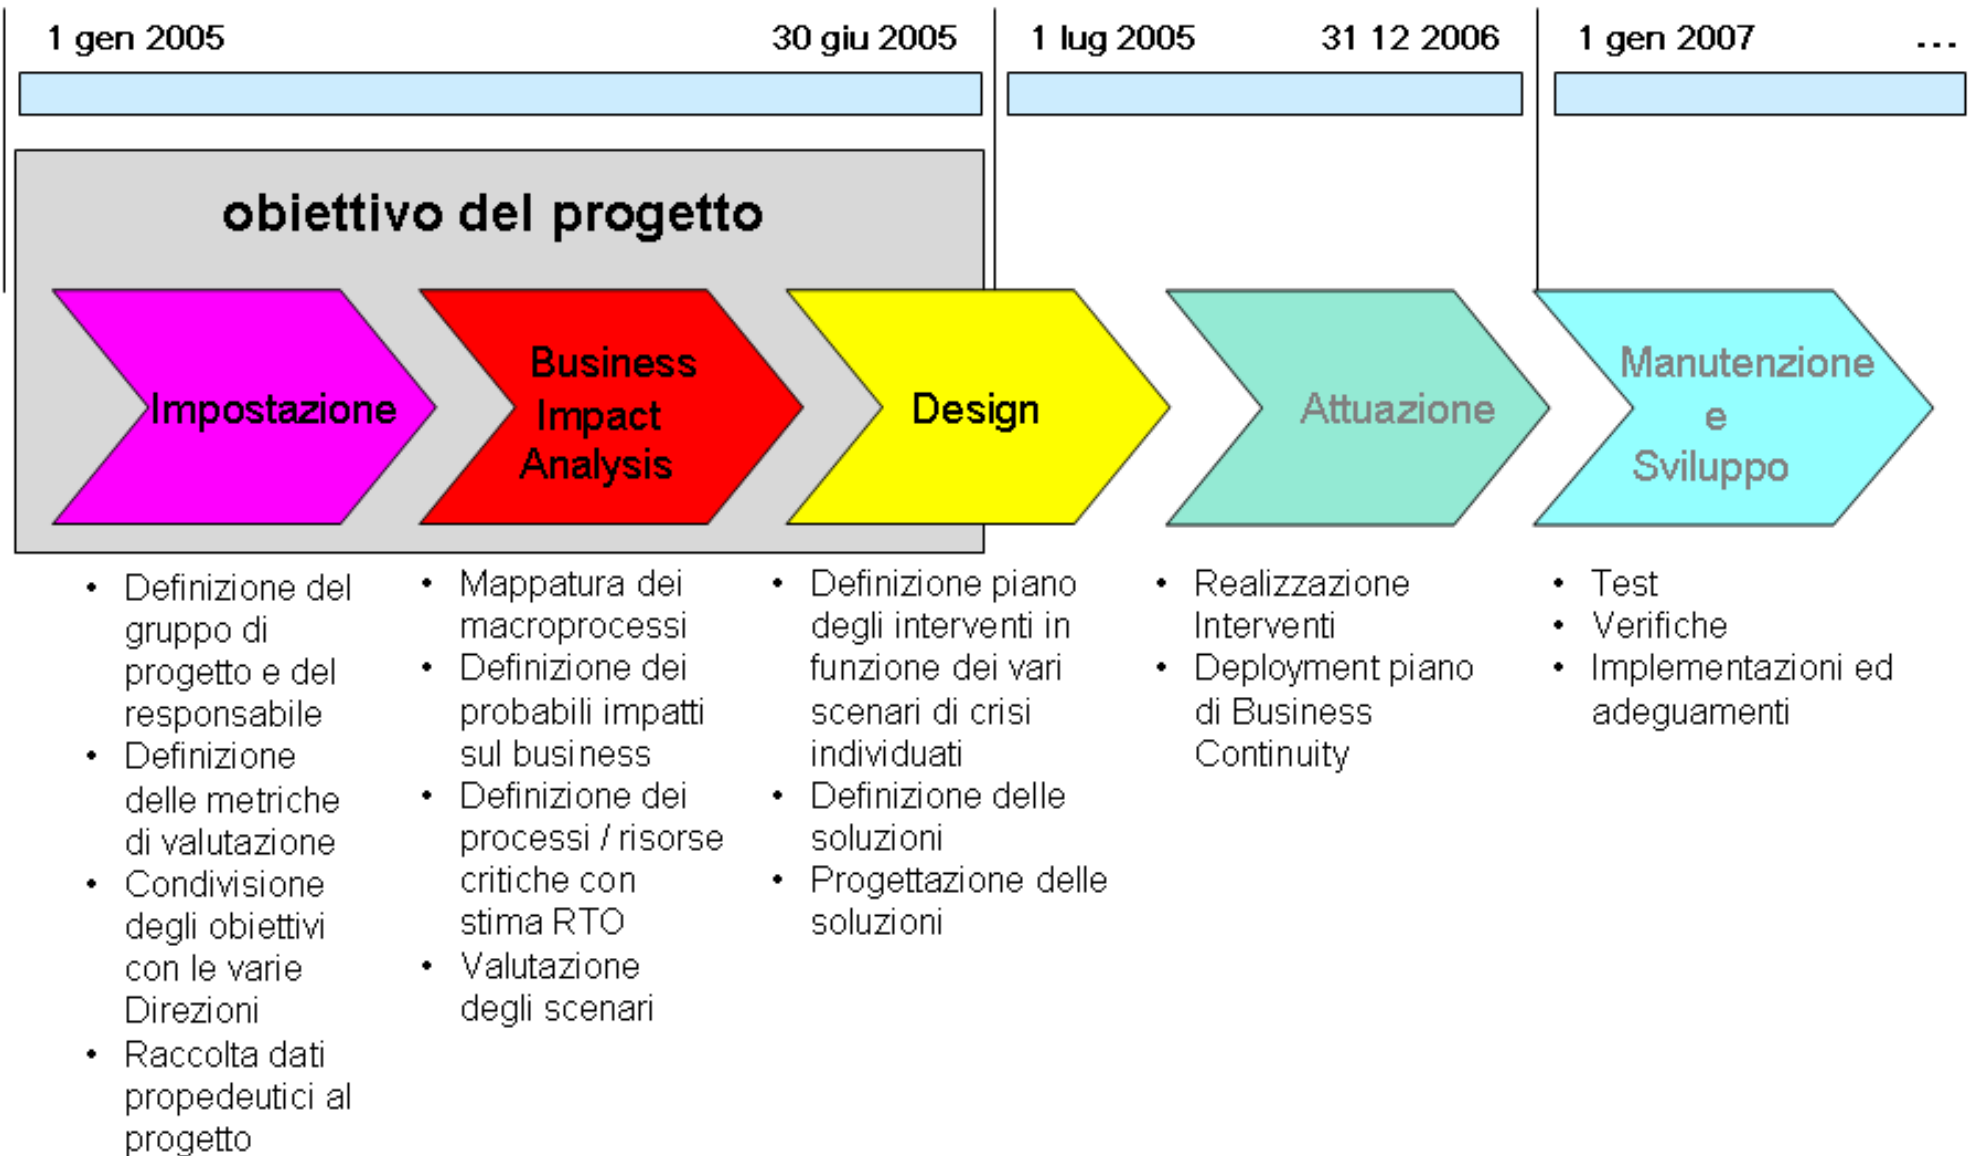 1 gen 2005
30 giu 2005
1 lug 2005
31 12 2006
1 gen 2007
...
obiettivo del progetto
Impostazione
Business
Impact
Analysis
Design
Attuazione
Manutenzione
e
Sviluppo
• Definizione del
gruppo di
progetto e del
responsabile
• Definizione
delle metriche
di valutazione
• Condivisione
degli obiettivi
con le varie
Direzioni
• Raccolta dati
propedeutici al
progetto
• Mappatura dei
macroprocessi
• Definizione dei
probabili impatti
sul business
• Definizione dei
processi / risorse
critiche con
stima RTO
• Valutazione
degli scenari
• Definizione piano
degli interventi in
funzione dei vari
scenari di crisi
individuati
• Definizione delle
soluzioni
• Progettazione delle
soluzioni
• Realizzazione
Interventi
• Deployment piano
di Business
Continuity
• Test
• Verifiche
• Implementazioni ed
adeguamenti